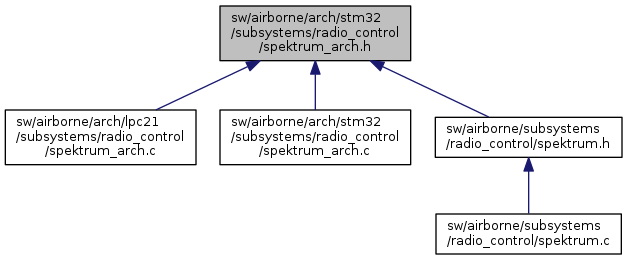 sw/airborne/arch/stm32
/subsystems/radio_control
/spektrum_arch.h
sw/airborne/arch/lpc21
/subsystems/radio_control
/spektrum_arch.c
sw/airborne/arch/stm32
/subsystems/radio_control
/spektrum_arch.c
sw/airborne/subsystems
/radio_control/spektrum.h
sw/airborne/subsystems
/radio_control/spektrum.c